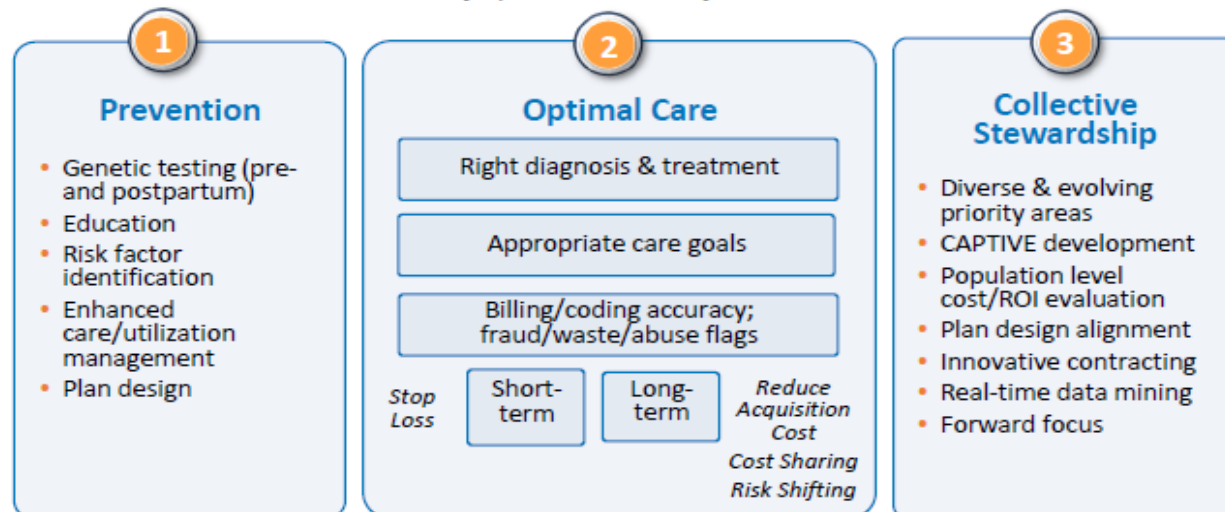 1
Prevention
• Genetic testing (pre-
and postpartum)
• Education
• Risk factor
identification
• Enhanced
care/utilization
management
• Plan design
2
Optimal Care
Right diagnosis & treatment
Appropriate care goals
Billing/coding accuracy;
fraud/waste/abuse flags
Stop
Loss
Short-
term
Long-
term
Reduce
Acquisition
Cost
Cost Sharing
Risk Shifting
3
Collective
Stewardship
• Diverse & evolving
priority areas
• CAPTIVE development
• Population level
cost/ROI evaluation
• Plan design alignment
• Innovative contracting
• Real-time data mining
• Forward focus